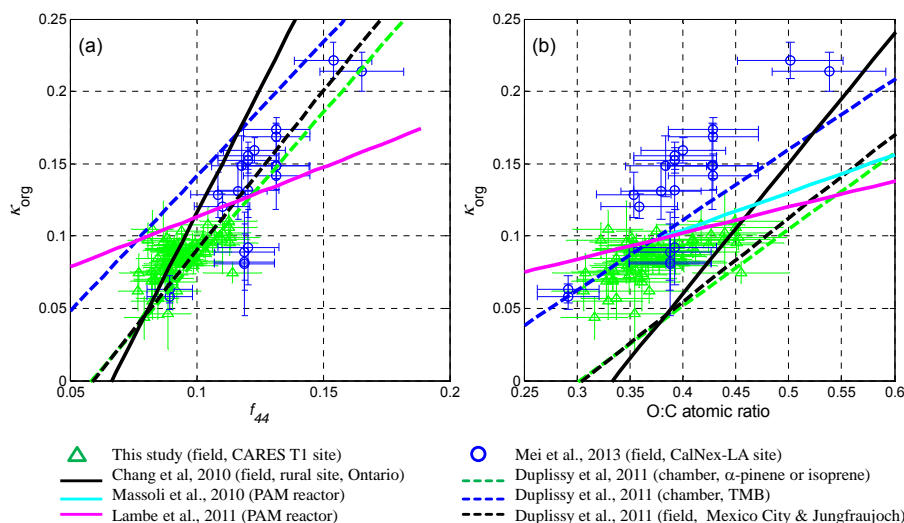 (a)
κorg
0.25
0.2
0.15
0.1
0.05
0
0.05
0.1
0.15
0.2
f44
(b)
κorg
0.25
0.2
0.15
0.1
0.05
0
0.25
0.3
0.35
0.4
0.45
0.5
0.55
0.6
O:C atomic ratio
This study (field, CARES T1 site)
Chang et al, 2010 (field, rural site, Ontario)
Massoli et al., 2010 (PAM reactor)
Lambe et al., 2011 (PAM reactor)
Mei et al., 2013 (field, CalNex-LA site)
Duplissy et al, 2011 (chamber, α-pinene or isoprene)
Duplissy et al., 2011 (chamber, TMB)
Duplissy et al., 2011 (field, Mexico City & Jungfraujoch)